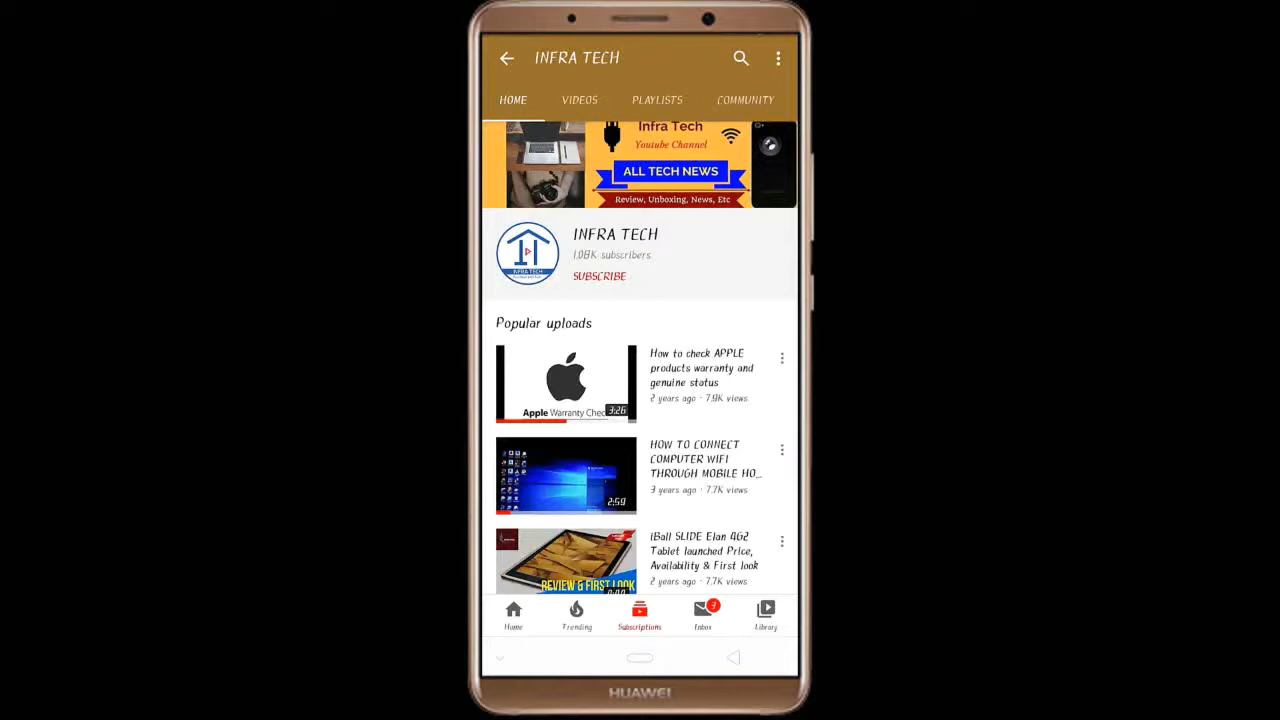 INFRA TECH
HOME VIDEOS PLAYLISTS COMMUNITY
Infra Tech
Youtube Channel
ALL TECH NEWS
Review, Unboxing, News, Etc
INFRA TECH
INFRA TECH
1.08K subscribers
SUBSCRIBE
Popular uploads
Apple Warranty Chec
3:26
How to check APPLE
products warranty and
genuine status
2 years ago · 7.9K views
2:59
HOW TO CONNECT
COMPUTER WIFI
THROUGH MOBILE HO...
3 years ago · 7.7K views
REVIEW & FIRST LOOK
iBall SLIDE Elan 4G2
Tablet launched Price,
Availability & First look
2 years ago · 7.7K views
3
Home Trending Subscriptions Inbox Library
HUAWEI